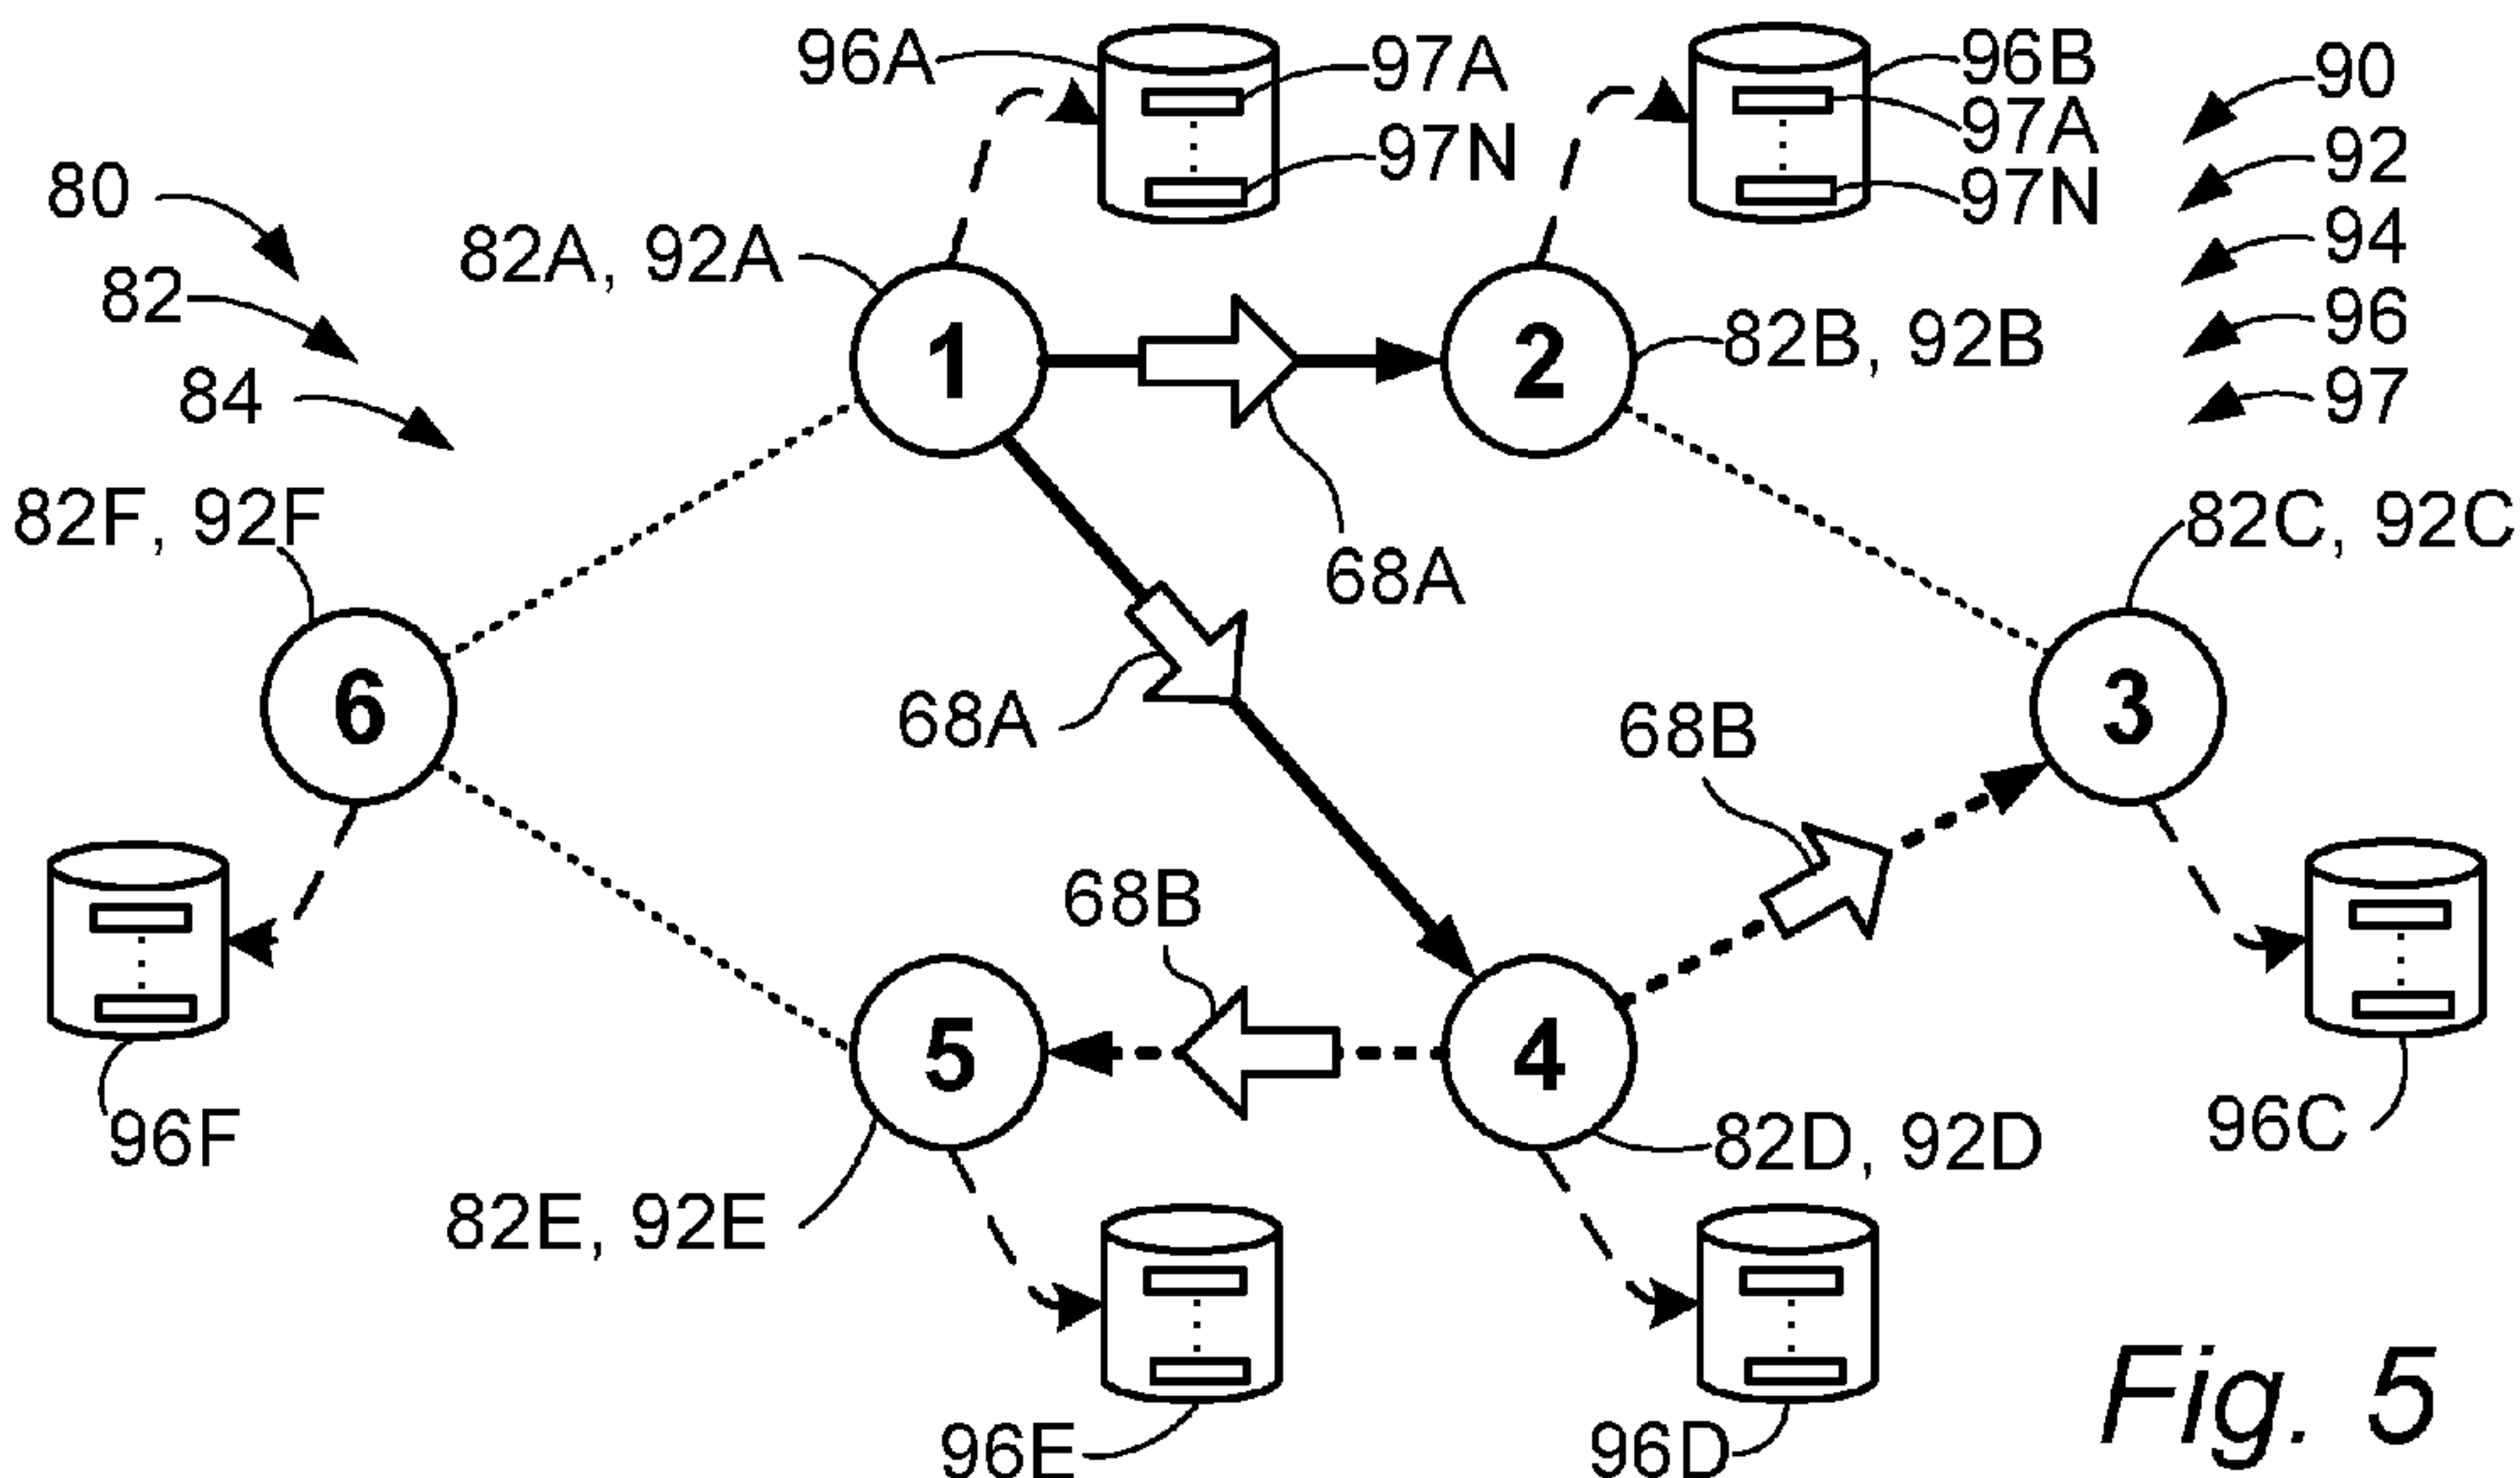 96A
97A
97N
96B
97A
97N
90
92
94
96
97
80
82
84
82A, 92A
1
2
82B, 92B
82F, 92F
82C, 92C
68A
6
68A
68B
3
68B
5
4
96F
82E, 92E
82D, 92D
96C
96E
96D
Fig. 5